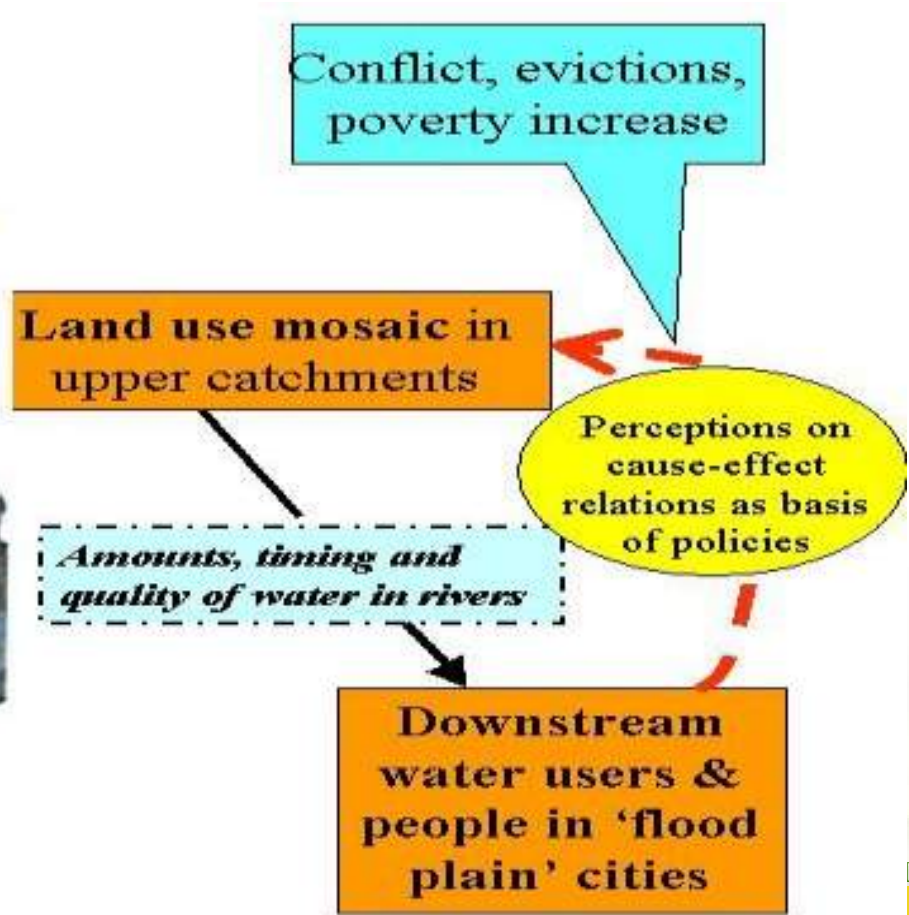 Conflict, evictions,
poverty increase
Land use mosaic in
upper catchments
Perceptions on
cause-effect
relations as basis
of policies
Amounts, timing and
quality of water in rivers
Downstream
water users &
people in ‘flood
plain’ cities